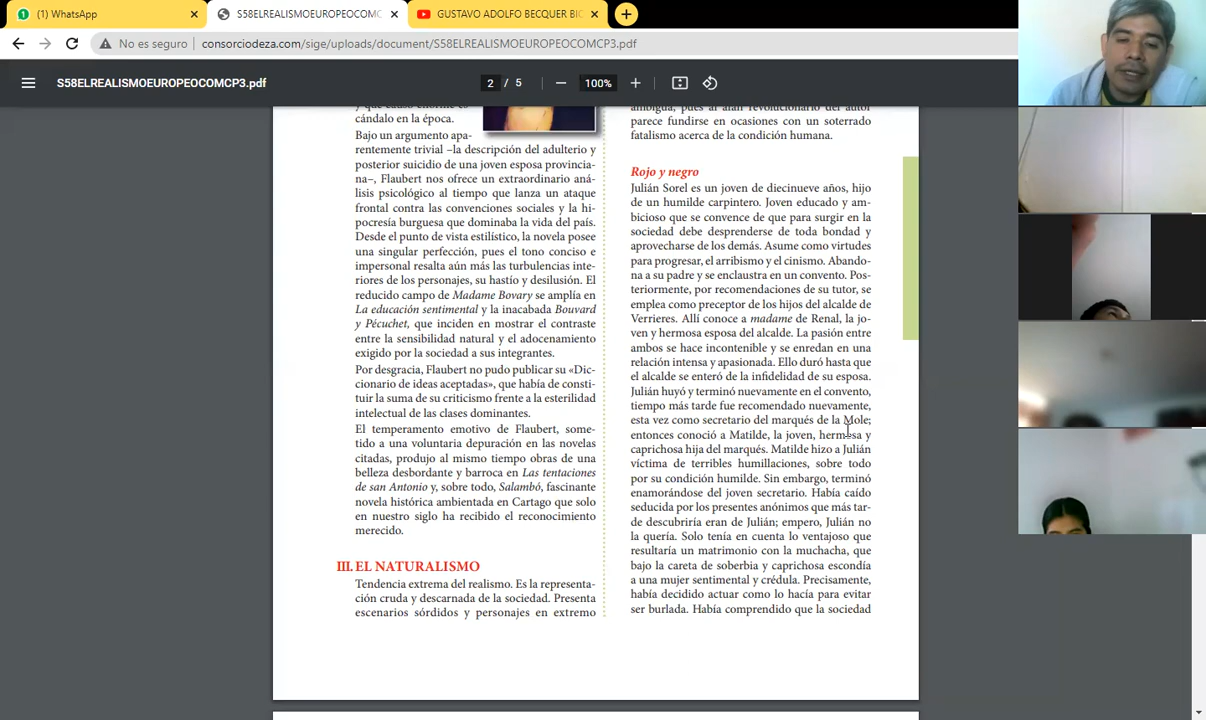 (1) WhatsApp
S58ELREALISMOEUROPEOCOMC
GUSTAVO ADOLFO BECQUER BIO
No es seguro
consorciodeza.com/sige/uploads/document/S58ELREALISMOEUROPEOCOMCP3.pdf
S58ELREALISMOEUROPEOCOMCP3.pdf
2 / 5
100%
cándalo en la época.
Bajo un argumento apa-
rentemente trivial –la descripción del adulterio y
posterior suicidio de una joven esposa provincia-
na–, Flaubert nos ofrece un extraordinario aná-
lisis psicológico al tiempo que lanza un ataque
frontal contra las convenciones sociales y la hi-
pocresía burguesa que dominaba la vida del país.
Desde el punto de vista estilístico, la novela posee
una singular perfección, pues el tono conciso e
impersonal resalta aún más las turbulencias inte-
riores de los personajes, su hastío y desilusión. El
reducido campo de Madame Bovary se amplía en
La educación sentimental y la inacabada Bouvard
y Pécuchet, que inciden en mostrar el contraste
entre la sensibilidad natural y el adocenamiento
exigido por la sociedad a sus integrantes.
Por desgracia, Flaubert no pudo publicar su «Dic-
cionario de ideas aceptadas», que había de consti-
tuir la suma de su criticismo frente a la esterilidad
intelectual de las clases dominantes.
El temperamento emotivo de Flaubert, some-
tido a una voluntaria depuración en las novelas
citadas, produjo al mismo tiempo obras de una
belleza desbordante y barroca en Las tentaciones
de san Antonio y, sobre todo, Salambó, fascinante
novela histórica ambientada en Cartago que solo
en nuestro siglo ha recibido el reconocimiento
merecido.
III. EL NATURALISMO
Tendencia extrema del realismo. Es la representa-
ción cruda y descarnada de la sociedad. Presenta
escenarios sórdidos y personajes en extremo
ambigua, pues al afán revolucionario del autor
parece fundirse en ocasiones con un soterrado
fatalismo acerca de la condición humana.
Rojo y negro
Julián Sorel es un joven de diecinueve años, hijo
de un humilde carpintero. Joven educado y am-
bicioso que se convence de que para surgir en la
sociedad debe desprenderse de toda bondad y
aprovecharse de los demás. Asume como virtudes
para progresar, el arribismo y el cinismo. Abando-
na a su padre y se enclaustra en un convento. Pos-
teriormente, por recomendaciones de su tutor, se
emplea como preceptor de los hijos del alcalde de
Verrieres. Allí conoce a madame de Renal, la jo-
ven y hermosa esposa del alcalde. La pasión entre
ambos se hace incontenible y se enredan en una
relación intensa y apasionada. Ello duró hasta que
el alcalde se enteró de la infidelidad de su esposa.
Julián huyó y terminó nuevamente en el convento,
tiempo más tarde fue recomendado nuevamente,
esta vez como secretario del marqués de la Mole;
entonces conoció a Matilde, la joven, hermosa y
caprichosa hija del marqués. Matilde hizo a Julián
víctima de terribles humillaciones, sobre todo
por su condición humilde. Sin embargo, terminó
enamorándose del joven secretario. Había caído
seducida por los presentes anónimos que más tar-
de descubriría eran de Julián; empero, Julián no
la quería. Solo tenía en cuenta lo ventajoso que
resultaría un matrimonio con la muchacha, que
bajo la careta de soberbia y caprichosa escondía
a una mujer sentimental y crédula. Precisamente,
había decidido actuar como lo hacía para evitar
ser burlada. Había comprendido que la sociedad